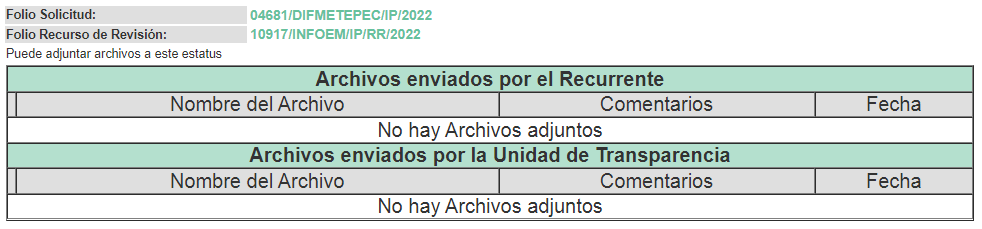 Folio Solicitud: 04681/DIFMETEPEC/IP/2022
Folio Recurso de Revisión: 10917/INFOEM/IP/RR/2022
Puede adjuntar archivos a este estatus
Archivos enviados por el Recurrente
Nombre del Archivo Comentarios Fecha
No hay Archivos adjuntos
Archivos enviados por la Unidad de Transparencia
Nombre del Archivo Comentarios Fecha
No hay Archivos adjuntos